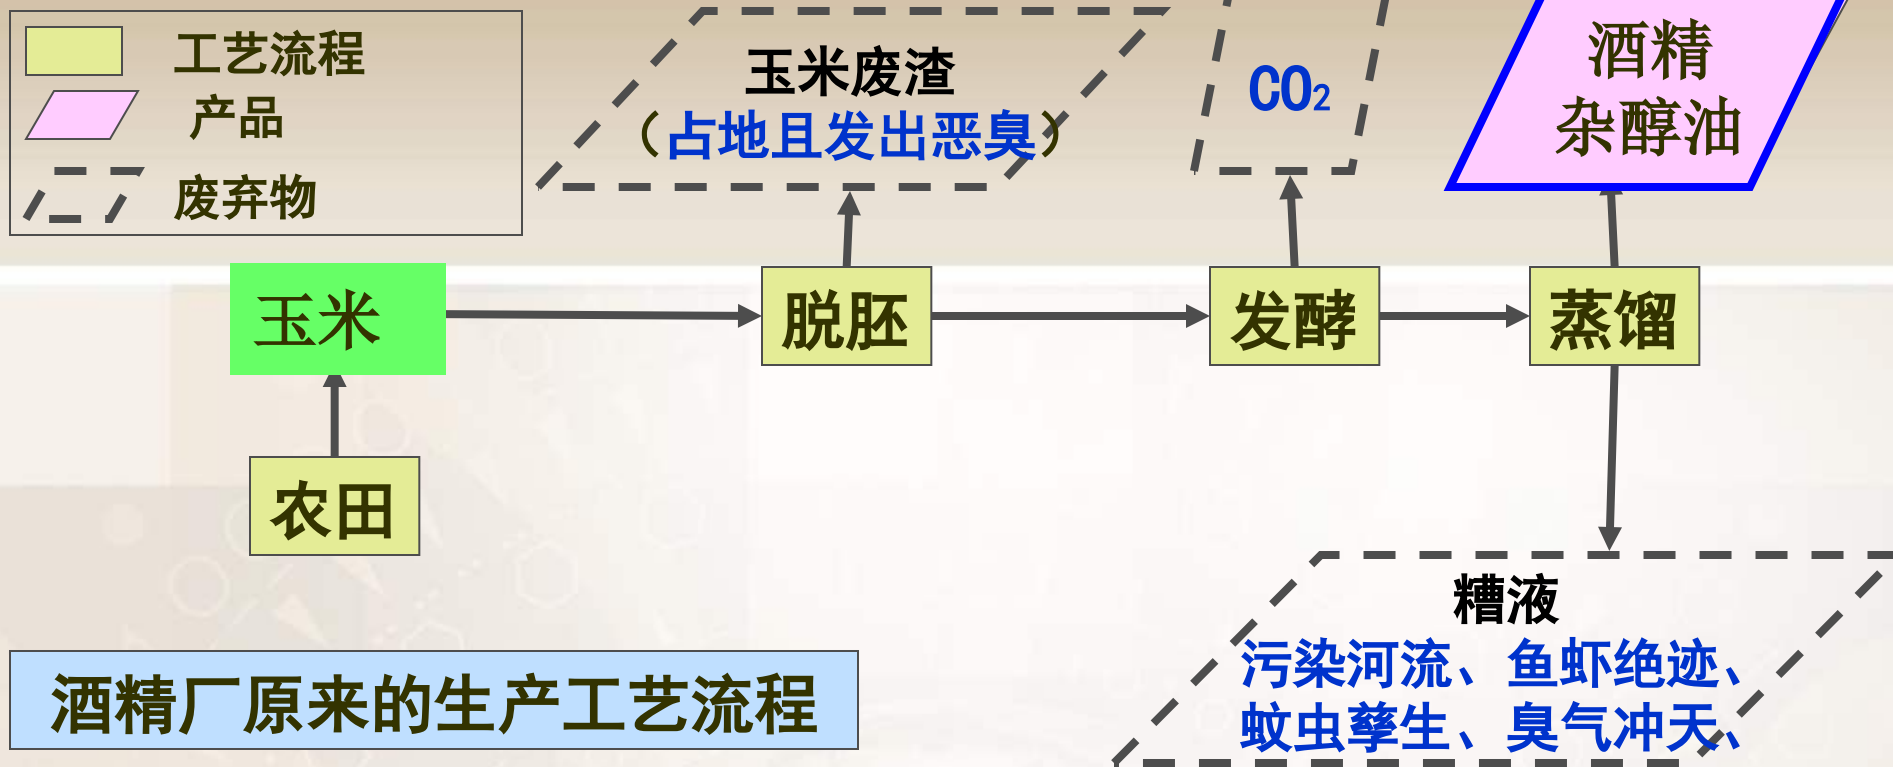 工艺流程
产品
废弃物
玉米废渣
（占地且发出恶臭）
CO₂
酒精
杂醇油
玉米
脱胚
发酵
蒸馏
农田
糟液
污染河流、鱼虾绝迹、
蚊虫孳生、臭气冲天、
酒精厂原来的生产工艺流程